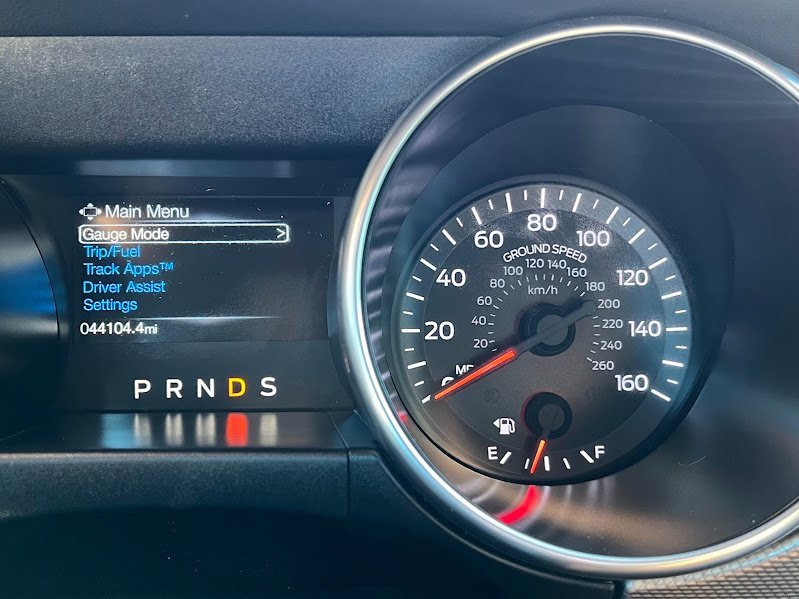 Main Menu
Gauge Mode >
Trip/Fuel
Track Apps™
Driver Assist
Settings
044104.4mi
P R N D S
20
40
60
80
100
120
140
160
GROUND SPEED
km/h
20
40
60
80
100
120
140
160
180
200
220
240
260
E F